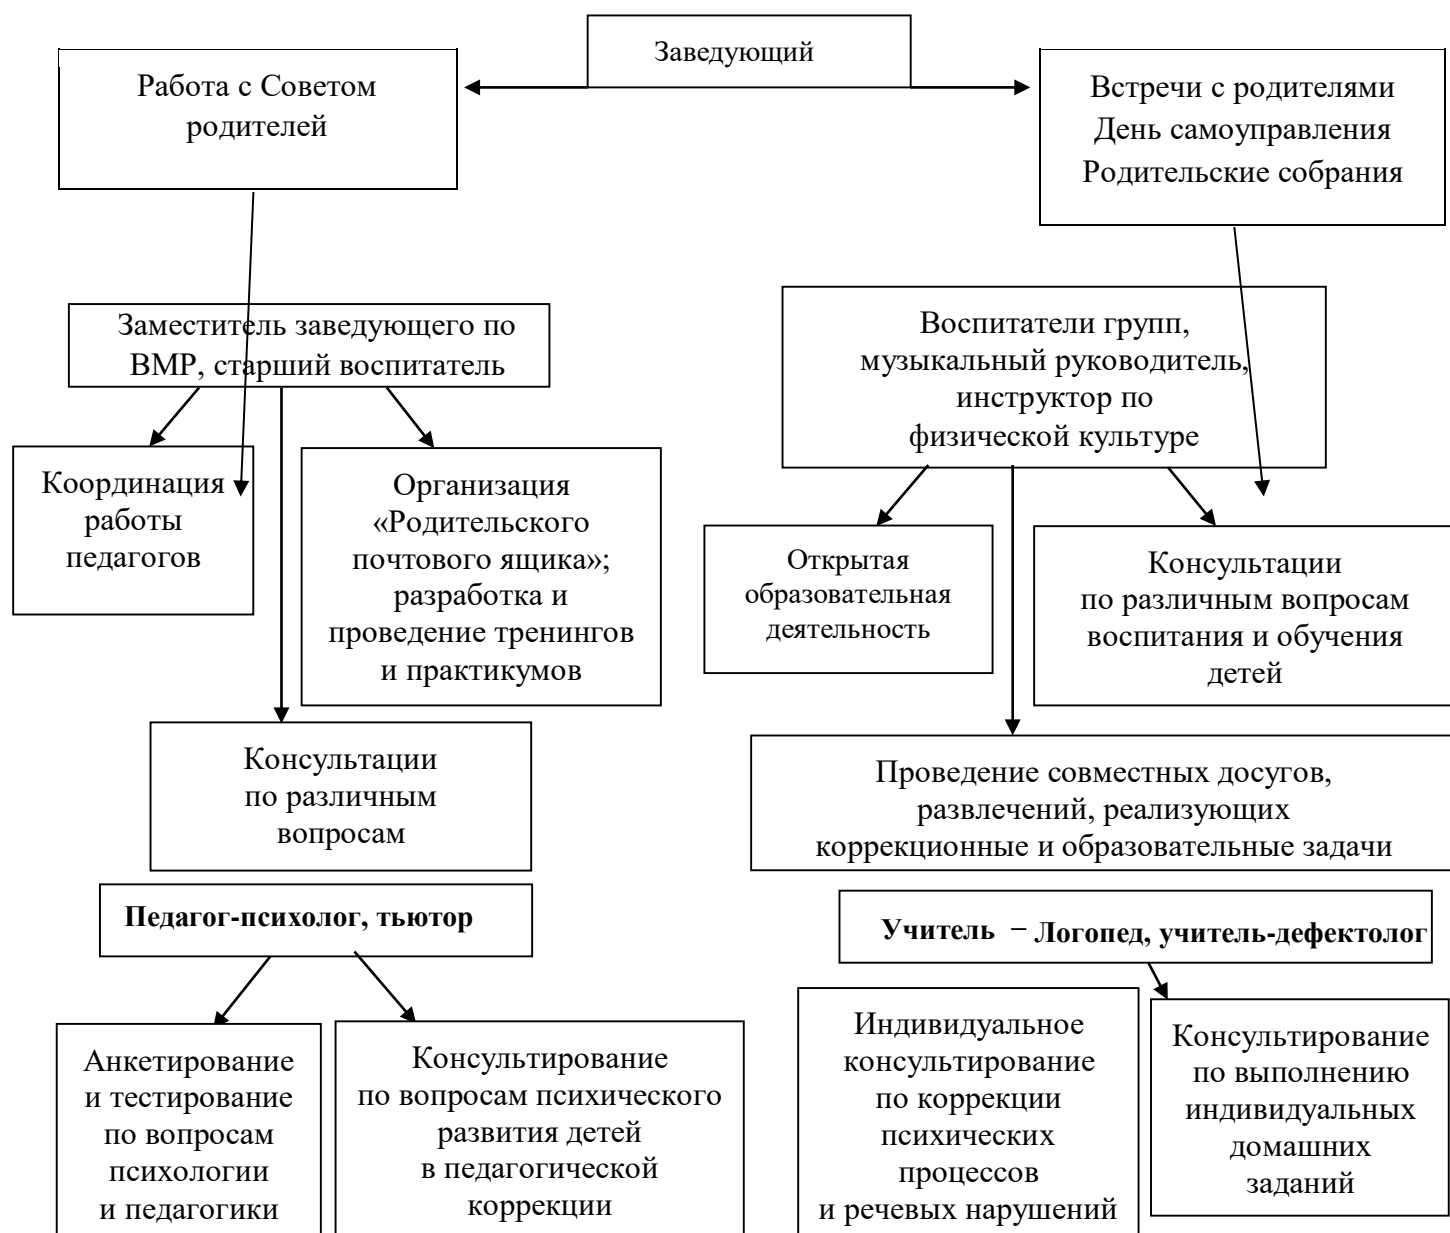 Заведующий
Работа с Советом
родителей
Встречи с родителями
День самоуправления
Родительские собрания
Заместитель заведующего по
ВМР, старший воспитатель
Воспитатели групп,
музыкальный руководитель,
инструктор по
физической культуре
Координация
работы
педагогов
Организация
«Родительского
почтового ящика»;
разработка и
проведение тренингов
и практикумов
Открытая
образовательная
деятельность
Консультации
по различным вопросам
воспитания и обучения
детей
Консультации
по различным
вопросам
Проведение совместных досугов,
развлечений, реализующих
коррекционные и образовательные задачи
Педагог-психолог, тьютор
Учитель – Логопед, учитель-дефектолог
Анкетирование
и тестирование
по вопросам
психологии
и педагогики
Консультирование
по вопросам психического
развития детей
в педагогической
коррекции
Индивидуальное
консультирование
по коррекции
психических
процессов
и речевых нарушений
Консультирование
по выполнению
индивидуальных
домашних
заданий